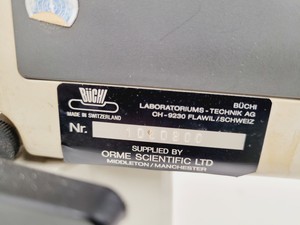 BÜCHI
MADE IN SWITZERLAND
BÜCHI
LABORATORIUMS-TECHNIK AG
CH-9230 FLAWIL/SCHWEIZ
Nr.
SUPPLIED BY
ORME SCIENTIFIC LTD
MIDDLETON/MANCHESTER